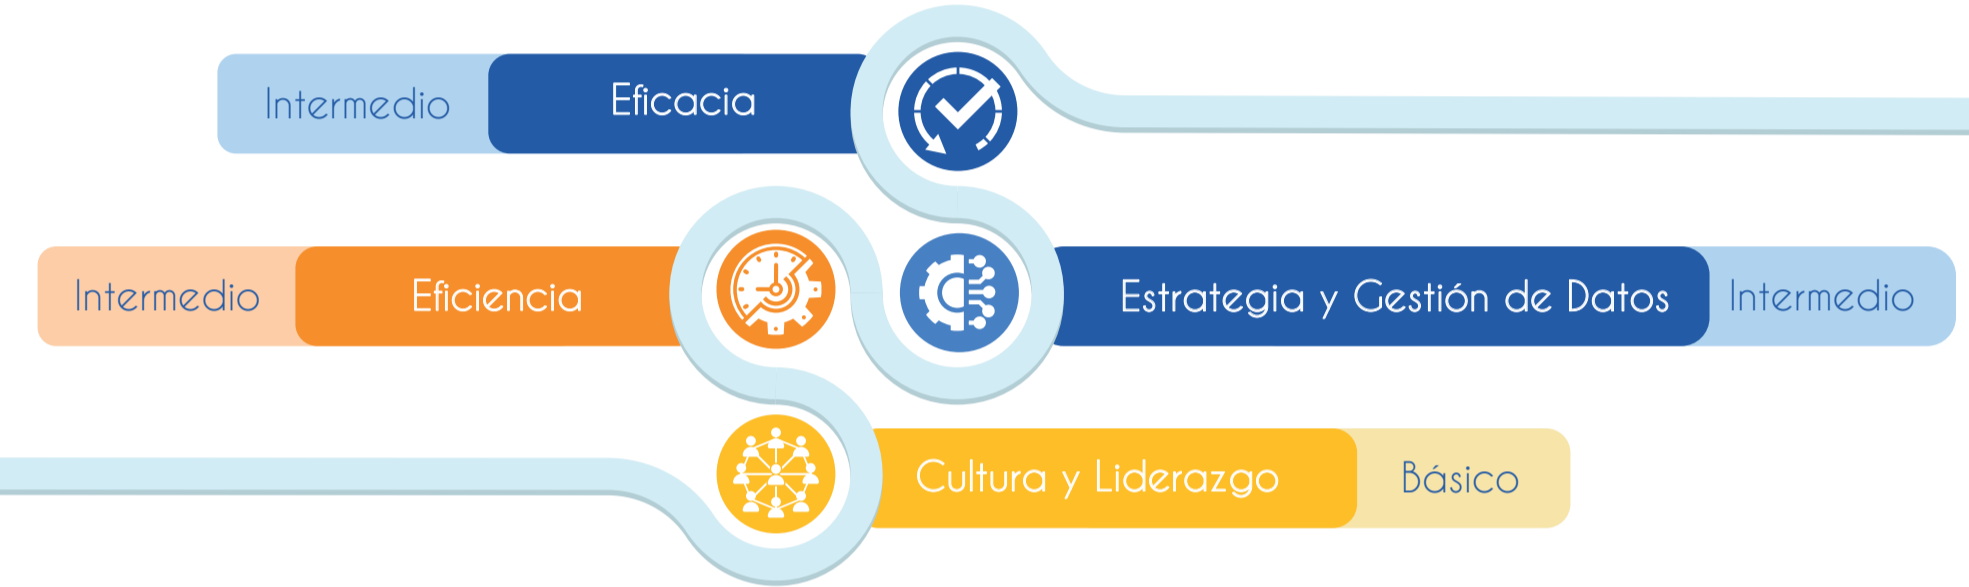 Intermedio Eficacia
Intermedio Eficiencia Estrategia y Gestión de Datos Intermedio
Cultura y Liderazgo Básico